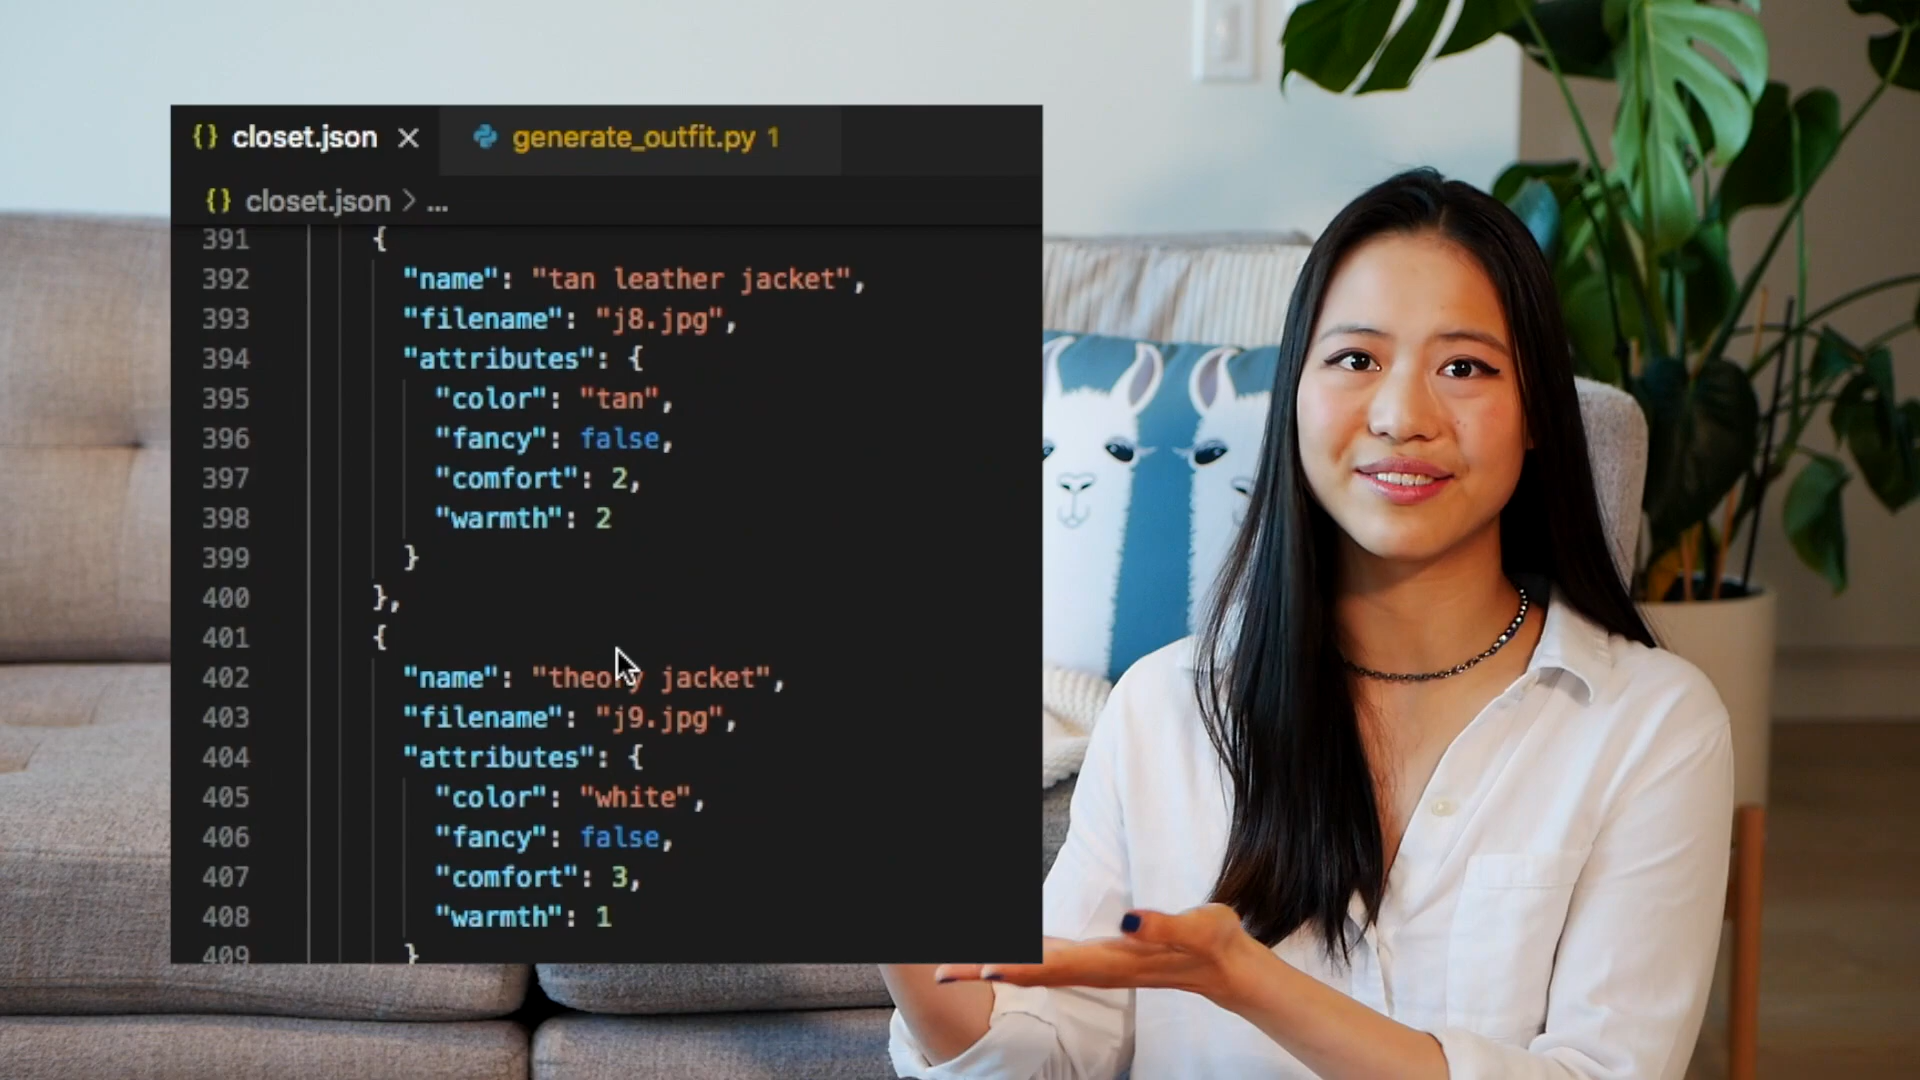 {} closet.json × generate_outfit.py 1
{} closet.json > ...
391 {
392 "name": "tan leather jacket",
393 "filename": "j8.jpg",
394 "attributes": {
395 "color": "tan",
396 "fancy": false,
397 "comfort": 2,
398 "warmth": 2
399 }
400 },
401 {
402 "name": "theory jacket",
403 "filename": "j9.jpg",
404 "attributes": {
405 "color": "white",
406 "fancy": false,
407 "comfort": 3,
408 "warmth": 1
409 }